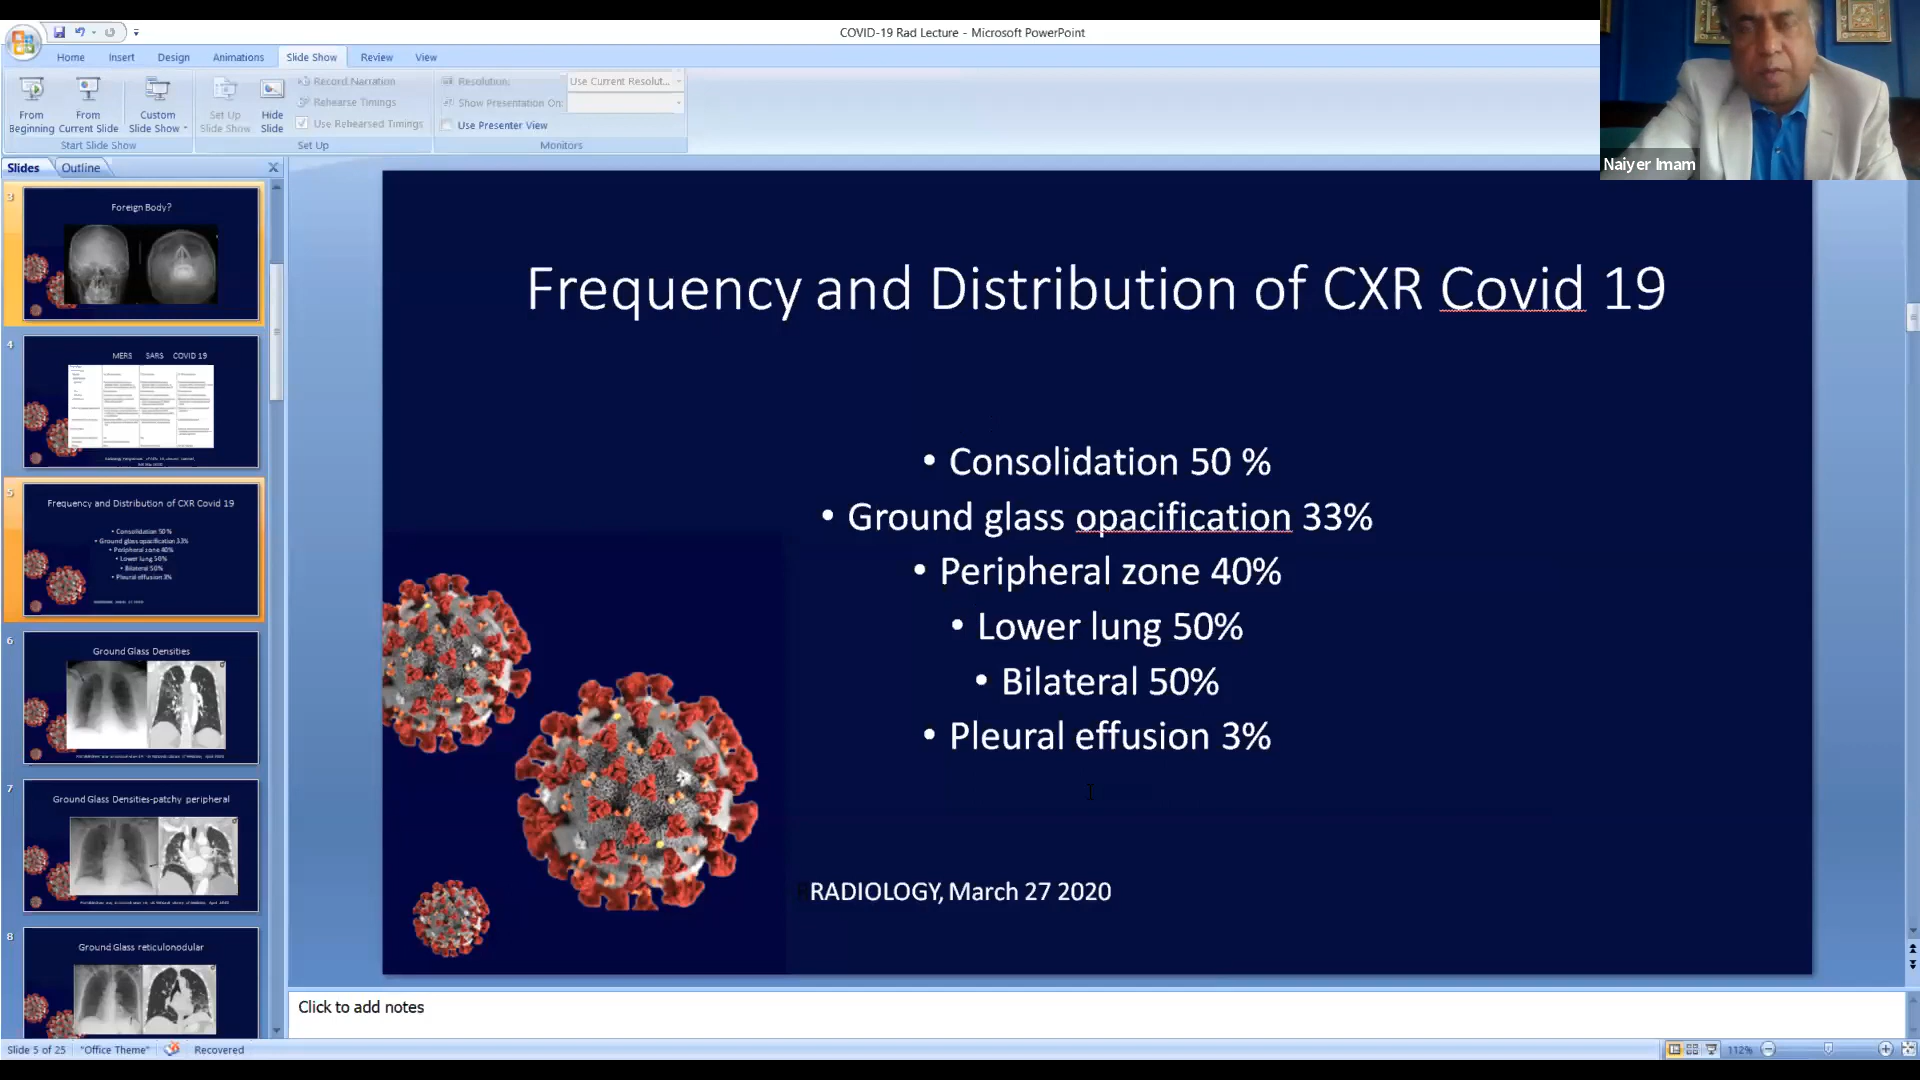 COVID-19 Rad Lecture - Microsoft PowerPoint
Home Insert Design Animations Slide Show Review View
From Beginning
From Current Slide
Custom Slide Show
Start Slide Show
Set Up Slide Show
Hide Slide
Record Narration
Rehearse Timings
Use Rehearsed Timings
Set Up
Resolution: Use Current Resolut...
Show Presentation On:
Use Presenter View
Monitors
Naiyer Imam
Slides Outline
3
Foreign Body?
4
MERS SARS COVID 19
5
Frequency and Distribution of CXR Covid 19
• Consolidation 50 %
• Ground glass opacification 33%
• Peripheral zone 40%
• Lower lung 50%
• Bilateral 50%
• Pleural effusion 3%
6
Ground Glass Densities
7
Ground Glass Densities-patchy peripheral
8
Ground Glass reticulonodular
Frequency and Distribution of CXR Covid 19
• Consolidation 50 %
• Ground glass opacification 33%
• Peripheral zone 40%
• Lower lung 50%
• Bilateral 50%
• Pleural effusion 3%
RADIOLOGY, March 27 2020
Click to add notes
Slide 5 of 25 "Office Theme" Recovered
112%